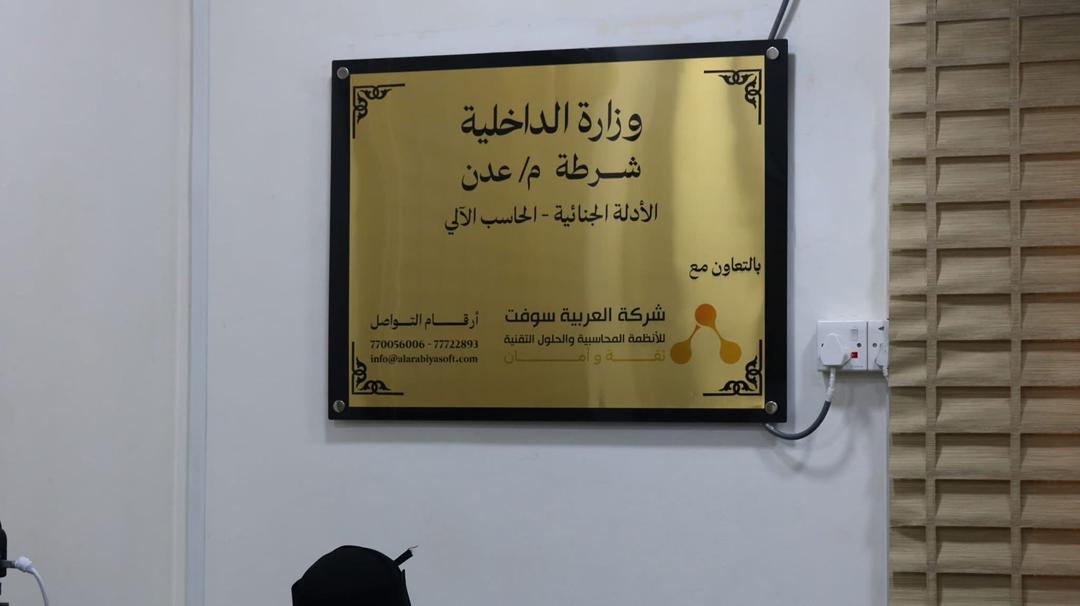 وزارة الداخلية
شرطة م/ عدن
الأدلة الجنائية - الحاسب الآلي
بالتعاون مع
شركة العربية سوفت
للأنظمة المحاسبية والحلول التقنية
ثقة و أمان
أرقام التواصل
770056006 - 77722893
info@alarabiyasoft.com